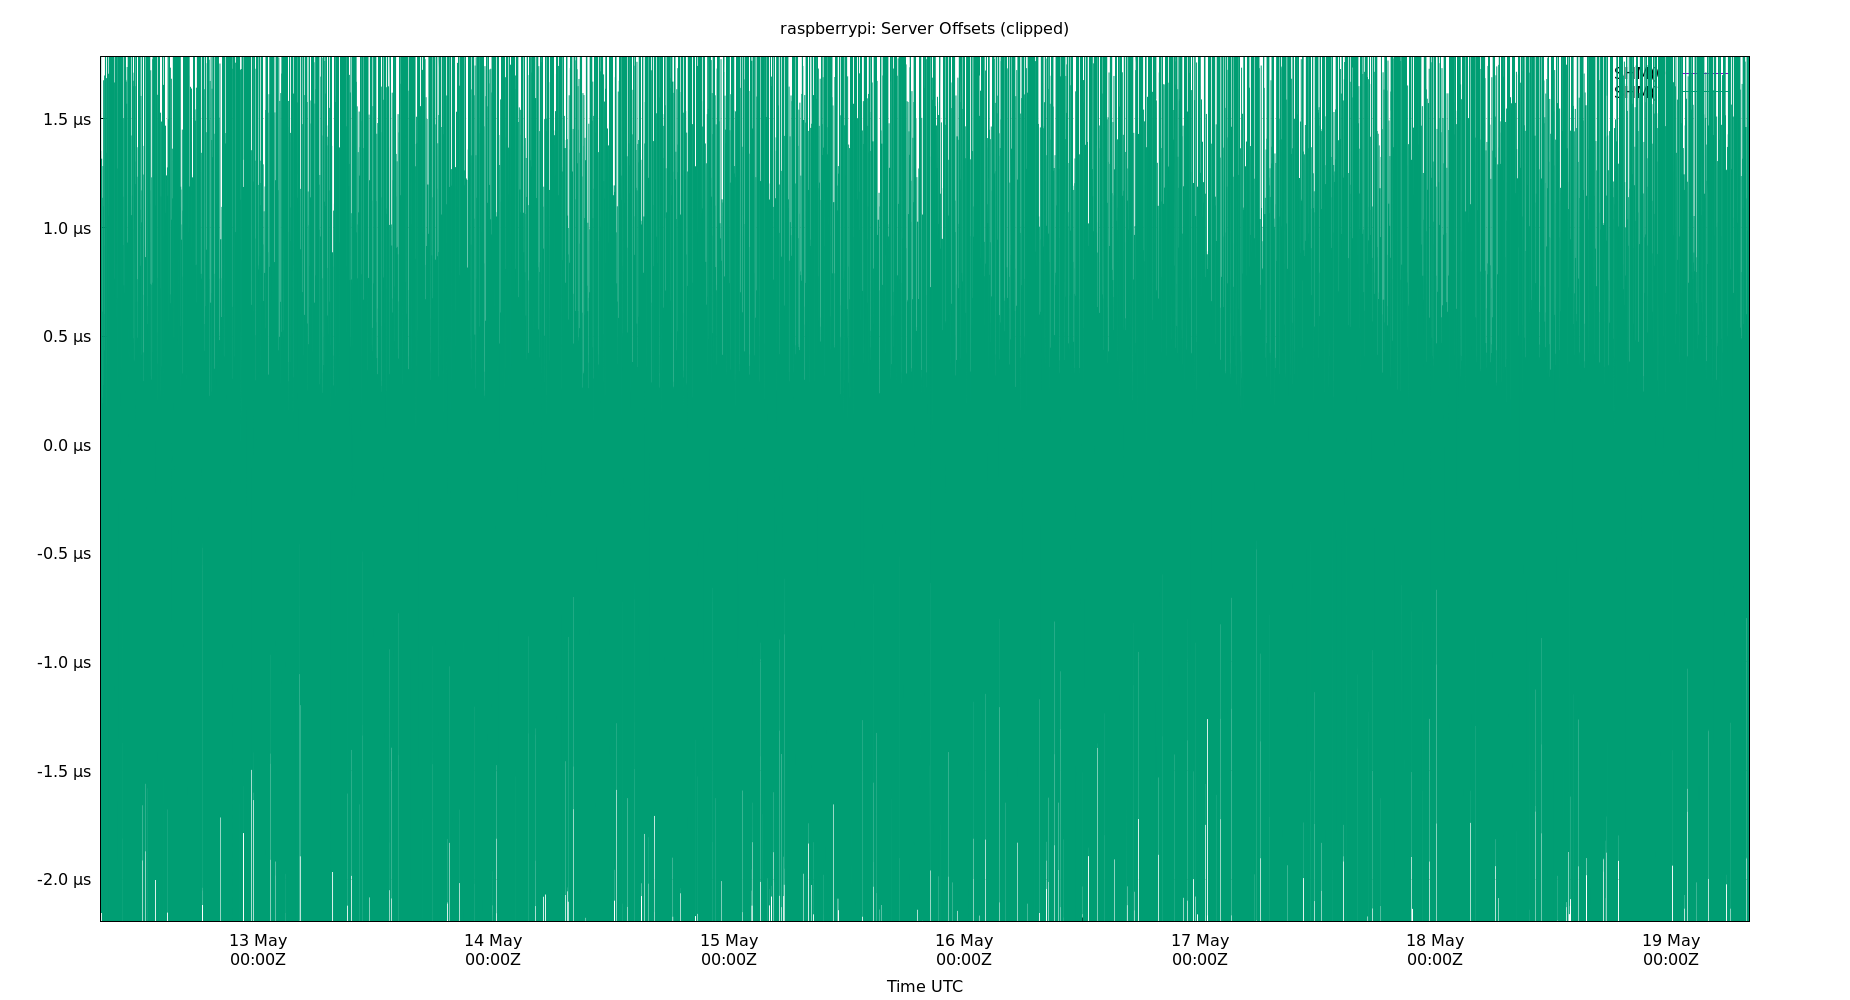 raspberrypi: Server Offsets (clipped)
1.5 µs
1.0 µs
0.5 µs
0.0 µs
-0.5 µs
-1.0 µs
-1.5 µs
-2.0 µs
13 May 14 May 15 May 16 May 17 May 18 May 19 May
00:00Z 00:00Z 00:00Z 00:00Z 00:00Z 00:00Z 00:00Z
Time UTC